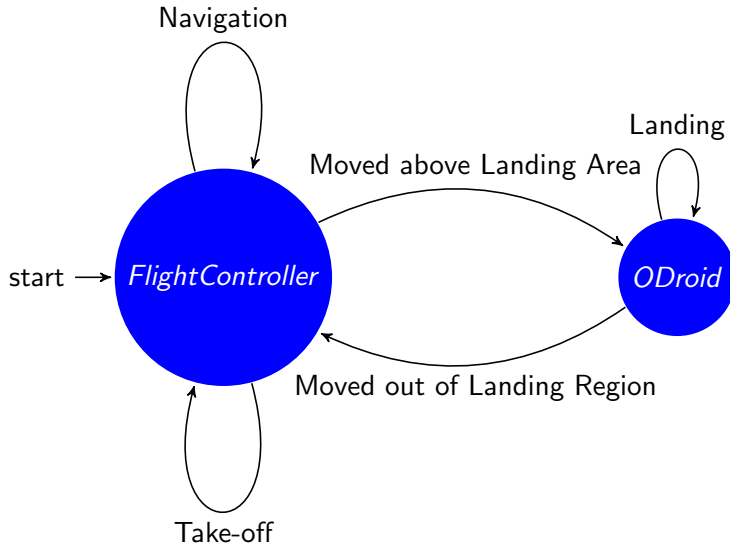 Navigation
Landing
Moved above Landing Area
start
FlightController
ODroid
Moved out of Landing Region
Take-off